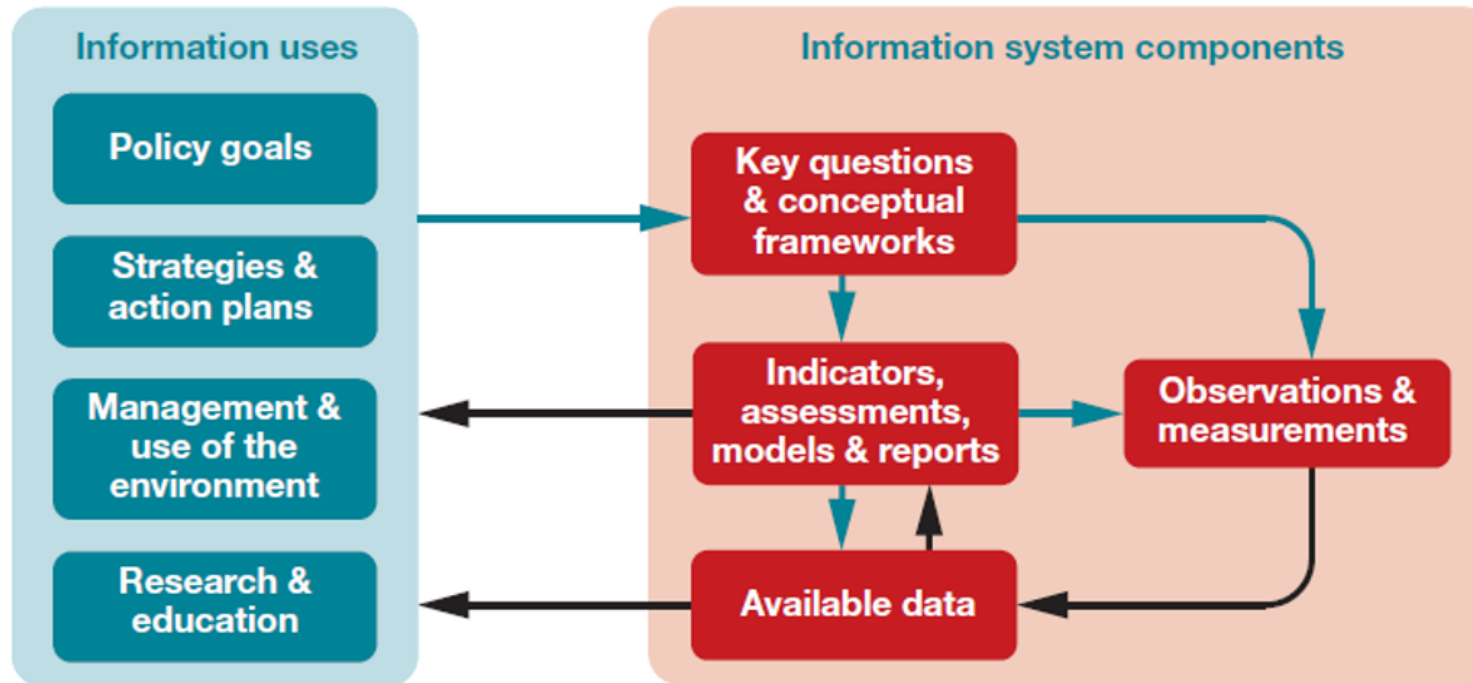 Information uses
Policy goals
Strategies &
action plans
Management &
use of the
environment
Research &
education
Information system components
Key questions
& conceptual
frameworks
Indicators,
assessments,
models & reports
Observations &
measurements
Available data